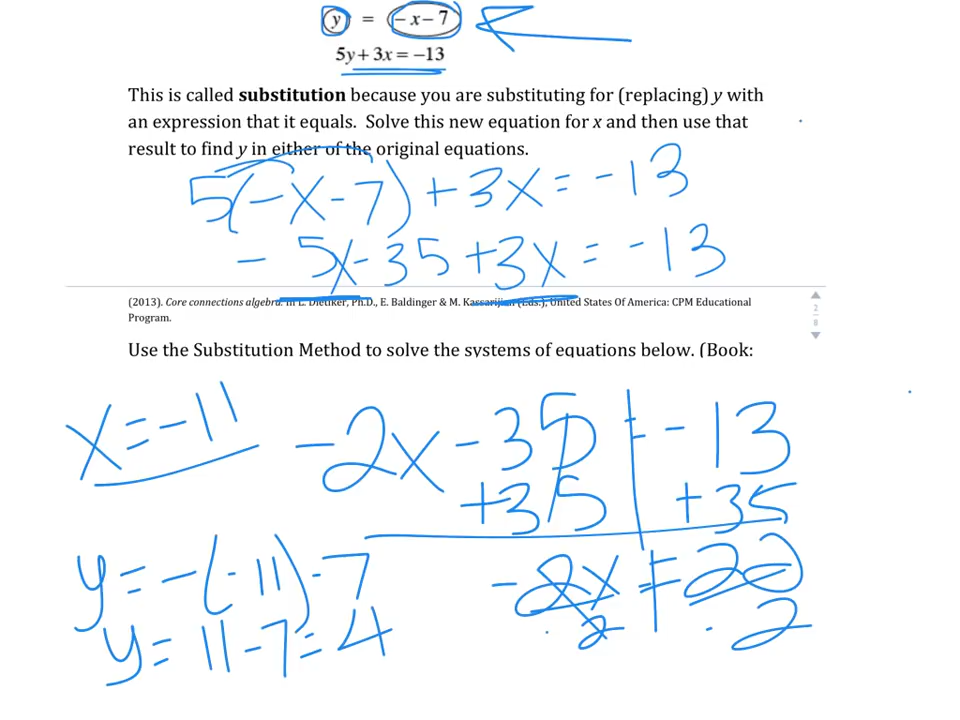 y = −x − 7
5y + 3x = −13
This is called substitution because you are substituting for (replacing) y with
an expression that it equals. Solve this new equation for x and then use that
result to find y in either of the original equations.
5(−x − 7) + 3x = −13
− 5x − 35 + 3x = −13
(2013). Core connections algebra. In L. Dietiker, Ph.D., E. Baldinger & M. Kassarijian (Eds.), United States Of America: CPM Educational
Program.
2
8
Use the Substitution Method to solve the systems of equations below. (Book:
x = −11
−2x − 35 = −13
+35 +35
−2x = 22
-2 -2
y = −(−11) − 7
y = 11 − 7 = 4